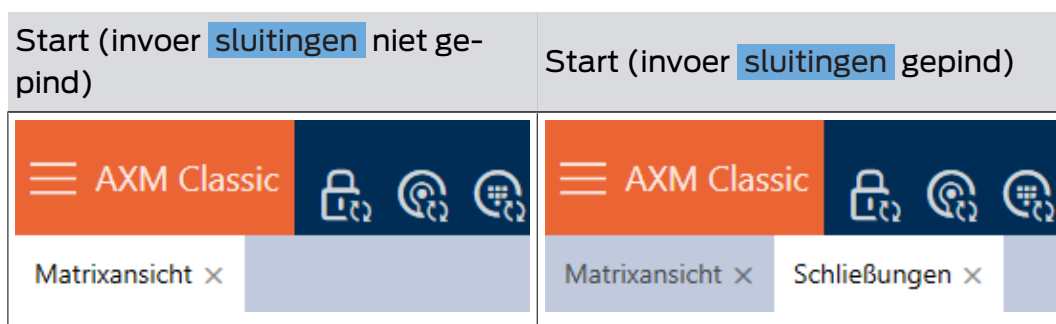 Start (invoer sluitingen niet ge-
pind)
Start (invoer sluitingen gepind)
AXM Classic
Matrixansicht ×
AXM Classic
Matrixansicht × Schließungen ×